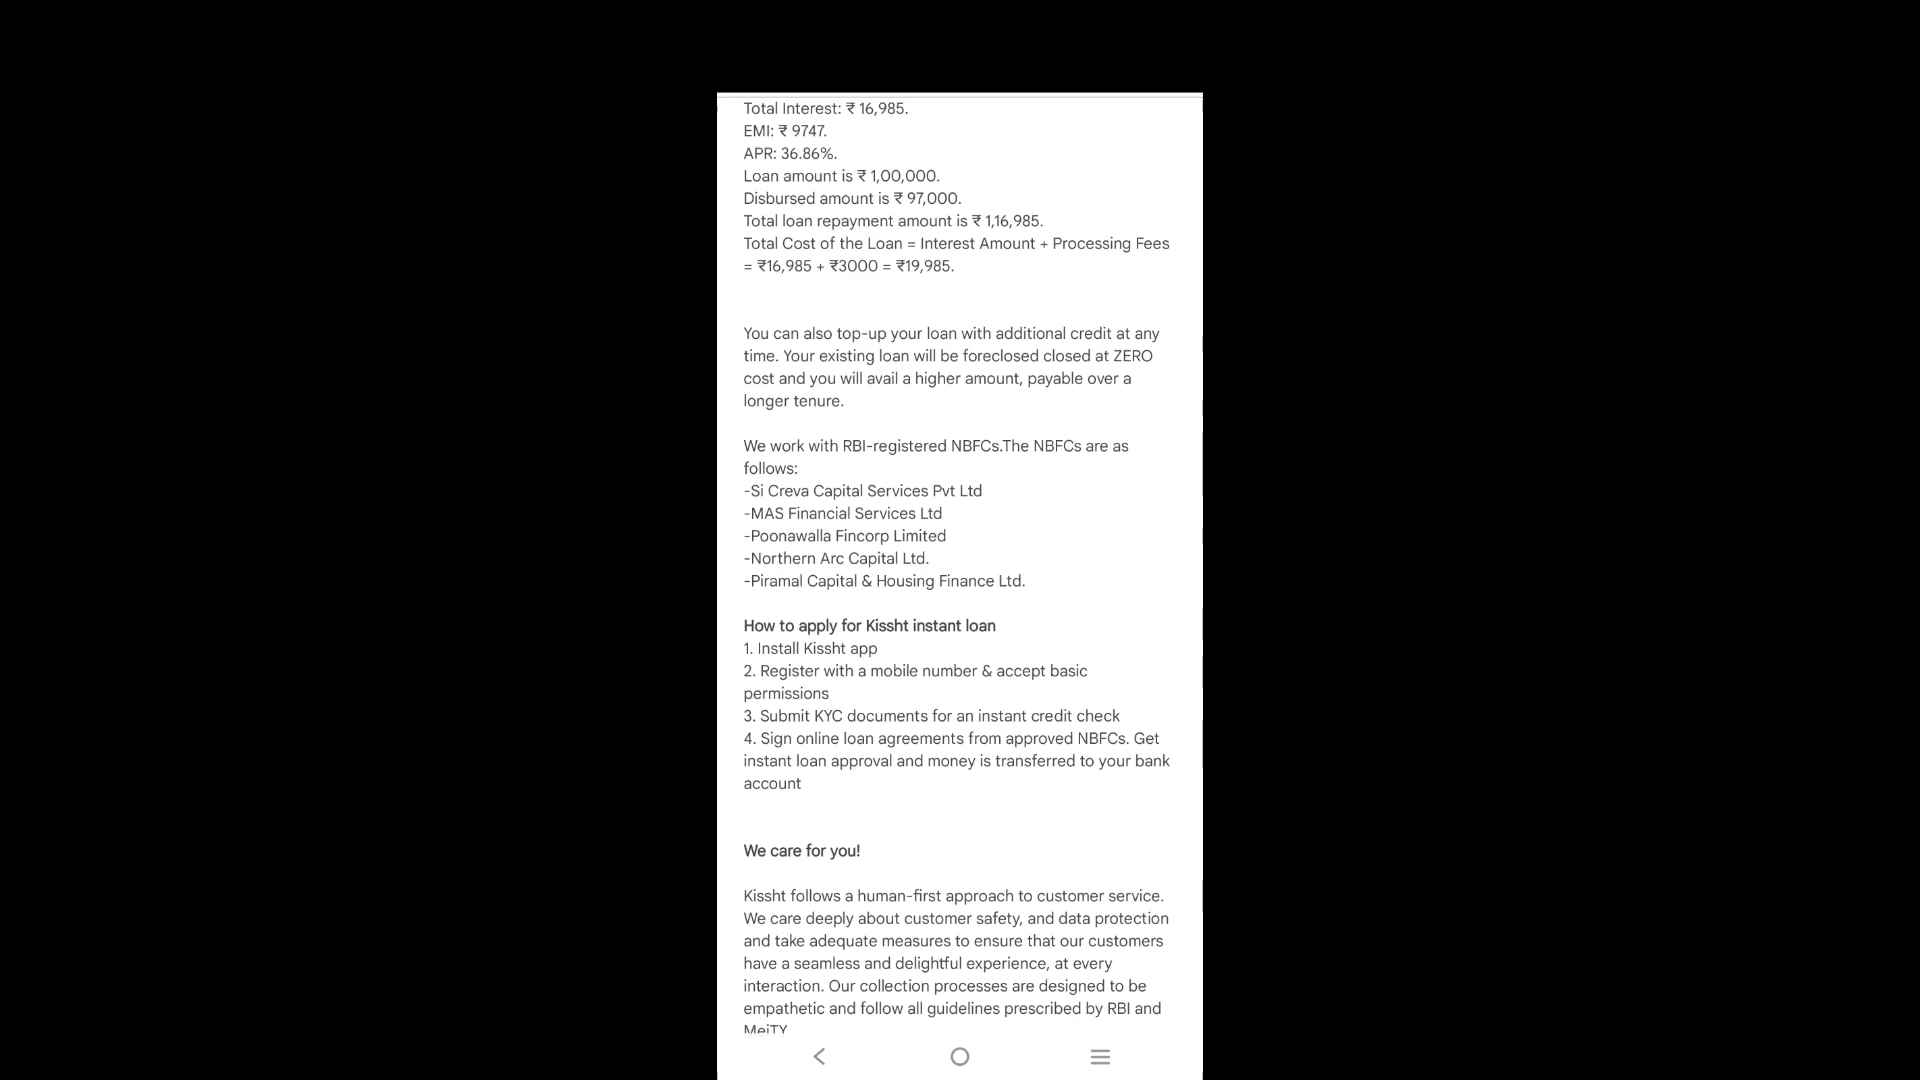 Total Interest: ₹ 16,985.
EMI: ₹ 9747.
APR: 36.86%.
Loan amount is ₹ 1,00,000.
Disbursed amount is ₹ 97,000.
Total loan repayment amount is ₹ 1,16,985.
Total Cost of the Loan = Interest Amount + Processing Fees
= ₹16,985 + ₹3000 = ₹19,985.
You can also top-up your loan with additional credit at any
time. Your existing loan will be foreclosed closed at ZERO
cost and you will avail a higher amount, payable over a
longer tenure.
We work with RBI-registered NBFCs.The NBFCs are as
follows:
-Si Creva Capital Services Pvt Ltd
-MAS Financial Services Ltd
-Poonawalla Fincorp Limited
-Northern Arc Capital Ltd.
-Piramal Capital & Housing Finance Ltd.
How to apply for Kissht instant loan
1. Install Kissht app
2. Register with a mobile number & accept basic
permissions
3. Submit KYC documents for an instant credit check
4. Sign online loan agreements from approved NBFCs. Get
instant loan approval and money is transferred to your bank
account
We care for you!
Kissht follows a human-first approach to customer service.
We care deeply about customer safety, and data protection
and take adequate measures to ensure that our customers
have a seamless and delightful experience, at every
interaction. Our collection processes are designed to be
empathetic and follow all guidelines prescribed by RBI and
MeiTY